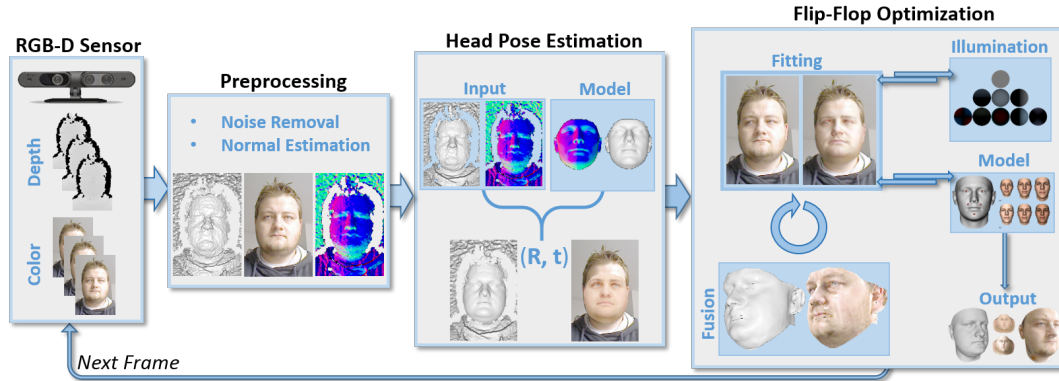 RGB-D Sensor
Depth
Color
Preprocessing
• Noise Removal
• Normal Estimation
Head Pose Estimation
Input
Model
(R, t)
Flip-Flop Optimization
Fitting
Illumination
Model
Fusion
Output
Next Frame